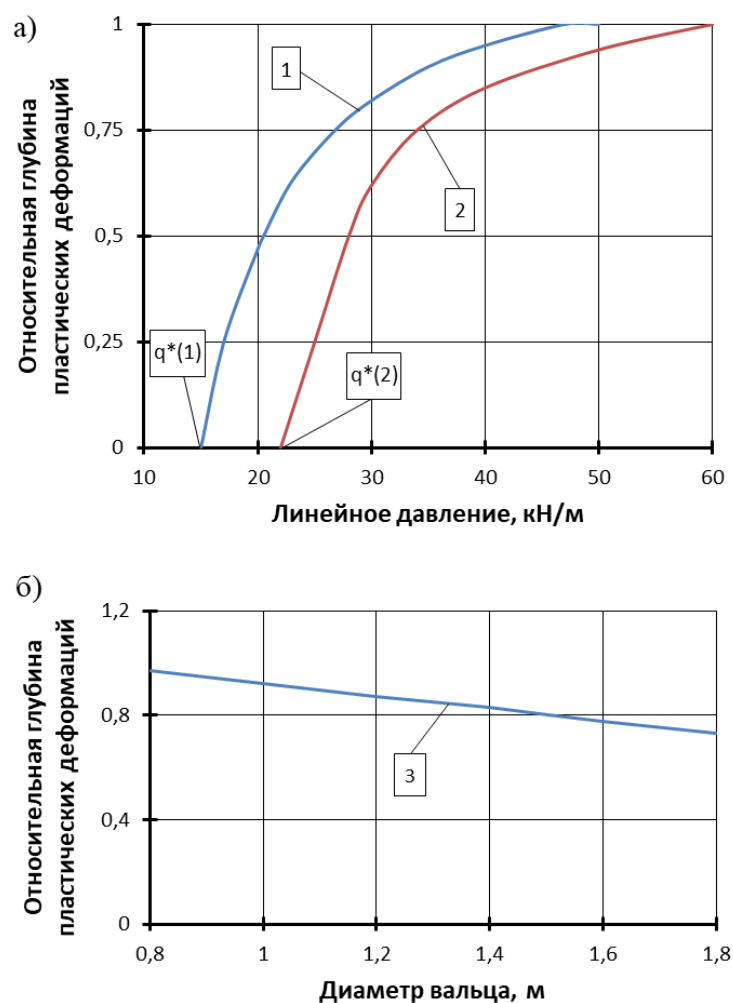 а)
Относительная глубина
пластических деформаций
1
0,75
0,5
0,25
0
1
2
q*(1)
q*(2)
10 20 30 40 50 60
Линейное давление, кН/м
б)
Относительная глубина
пластических деформаций
1,2
0,8
0,4
0
3
0,8 1 1,2 1,4 1,6 1,8
Диаметр вальца, м